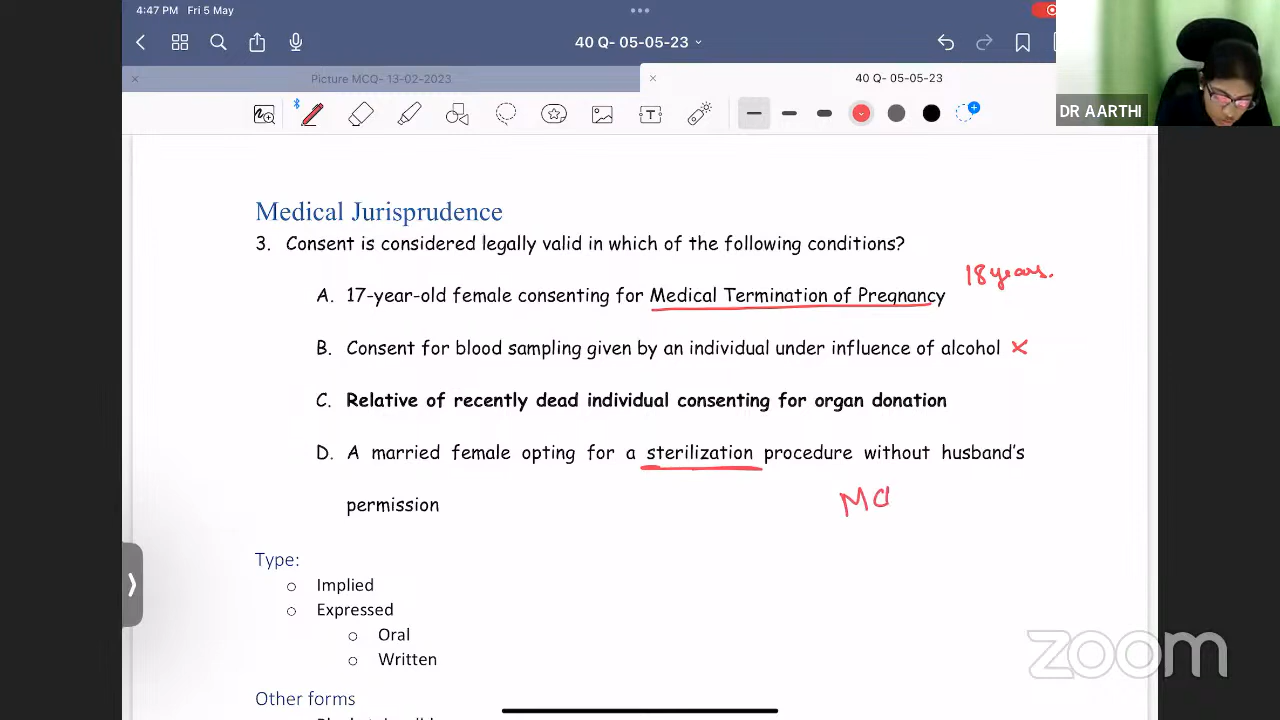 4:47 PM Fri 5 May
40 Q- 05-05-23
Picture MCQ- 13-02-2023
40 Q- 05-05-23
DR AARTHI
Medical Jurisprudence
3. Consent is considered legally valid in which of the following conditions?
18 years.
A. 17-year-old female consenting for Medical Termination of Pregnancy
B. Consent for blood sampling given by an individual under influence of alcohol ×
C. Relative of recently dead individual consenting for organ donation
D. A married female opting for a sterilization procedure without husband's
permission
MC
Type:
○ Implied
○ Expressed
○ Oral
○ Written
Other forms
zoom